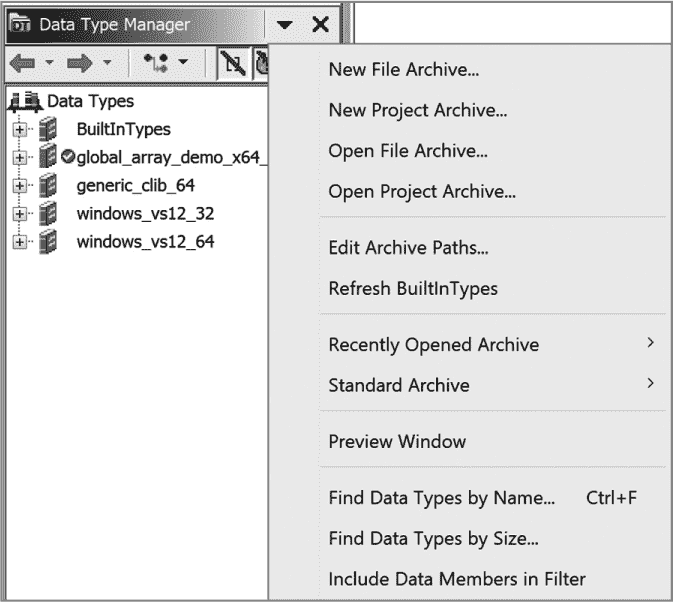 Data Type Manager
Data Types
BuiltInTypes
global_array_demo_x64_
generic_clib_64
windows_vs12_32
windows_vs12_64
New File Archive...
New Project Archive...
Open File Archive...
Open Project Archive...
Edit Archive Paths...
Refresh BuiltInTypes
Recently Opened Archive
Standard Archive
Preview Window
Find Data Types by Name... Ctrl+F
Find Data Types by Size...
Include Data Members in Filter